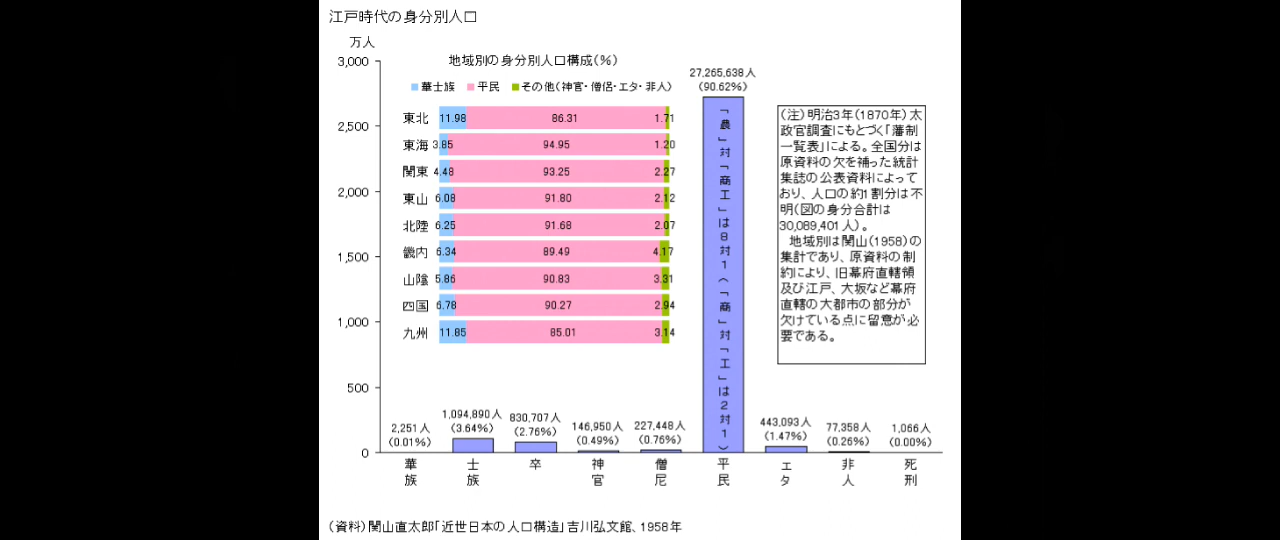 江戸時代の身分別人口
万人
地域別の身分別人口構成(%)
華士族 平民 その他(神官・僧侶・エタ・非人)
東北 11.98 86.31 1.71
東海 3.85 94.95 1.20
関東 4.48 93.25 2.27
東山 6.08 91.80 2.12
北陸 6.25 91.68 2.07
畿内 6.34 89.49 4.17
山陰 5.86 90.83 3.31
四国 6.78 90.27 2.94
九州 11.85 85.01 3.14
3,000
2,500
2,000
1,500
1,000
500
0
2,251人
(0.01%)
1,094,890人
(3.64%)
830,707人
(2.76%)
146,950人
(0.49%)
227,448人
(0.76%)
27,265,638人
(90.62%)
「農」対「商工」は8対1(「商」対「工」は2対1)
443,093人
(1.47%)
77,358人
(0.26%)
1,066人
(0.00%)
華族
士族
卒
神官
僧尼
平民
エタ
非人
死刑
(注)明治3年(1870年)太
政官調査にもとづく「藩制
一覧表」による。全国分は
原資料の欠を補った統計
集誌の公表資料によって
おり、人口の約1割分は不
明(図の身分合計は
30,089,401人)。
地域別は関山(1958)の
集計であり、原資料の制
約により、旧幕府直轄領
及び江戸、大坂など幕府
直轄の大都市の部分が
欠けている点に留意が必
要である。
(資料)関山直太郎「近世日本の人口構造」吉川弘文館、1958年